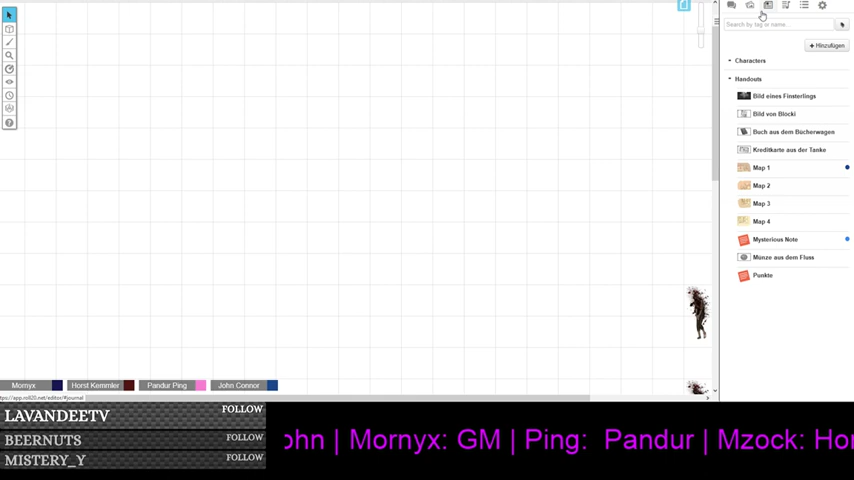 Search by tag or name...
+ Hinzufügen
Characters
Handouts
Bild eines Finsterlings
Bild von Blocki
Buch aus dem Bücherwagen
Kreditkarte aus der Tanke
Map 1
Map 2
Map 3
Map 4
Mysterious Note
Münze aus dem Fluss
Punkte
Mornyx
Horst Kemmler
Pandur Ping
John Connor
tps://app.roll20.net/editor/#journal
LAVANDEETV FOLLOW
BEERNUTS FOLLOW
MISTERY_Y FOLLOW
ohn | Mornyx: GM | Ping: Pandur | Mzock: Hor